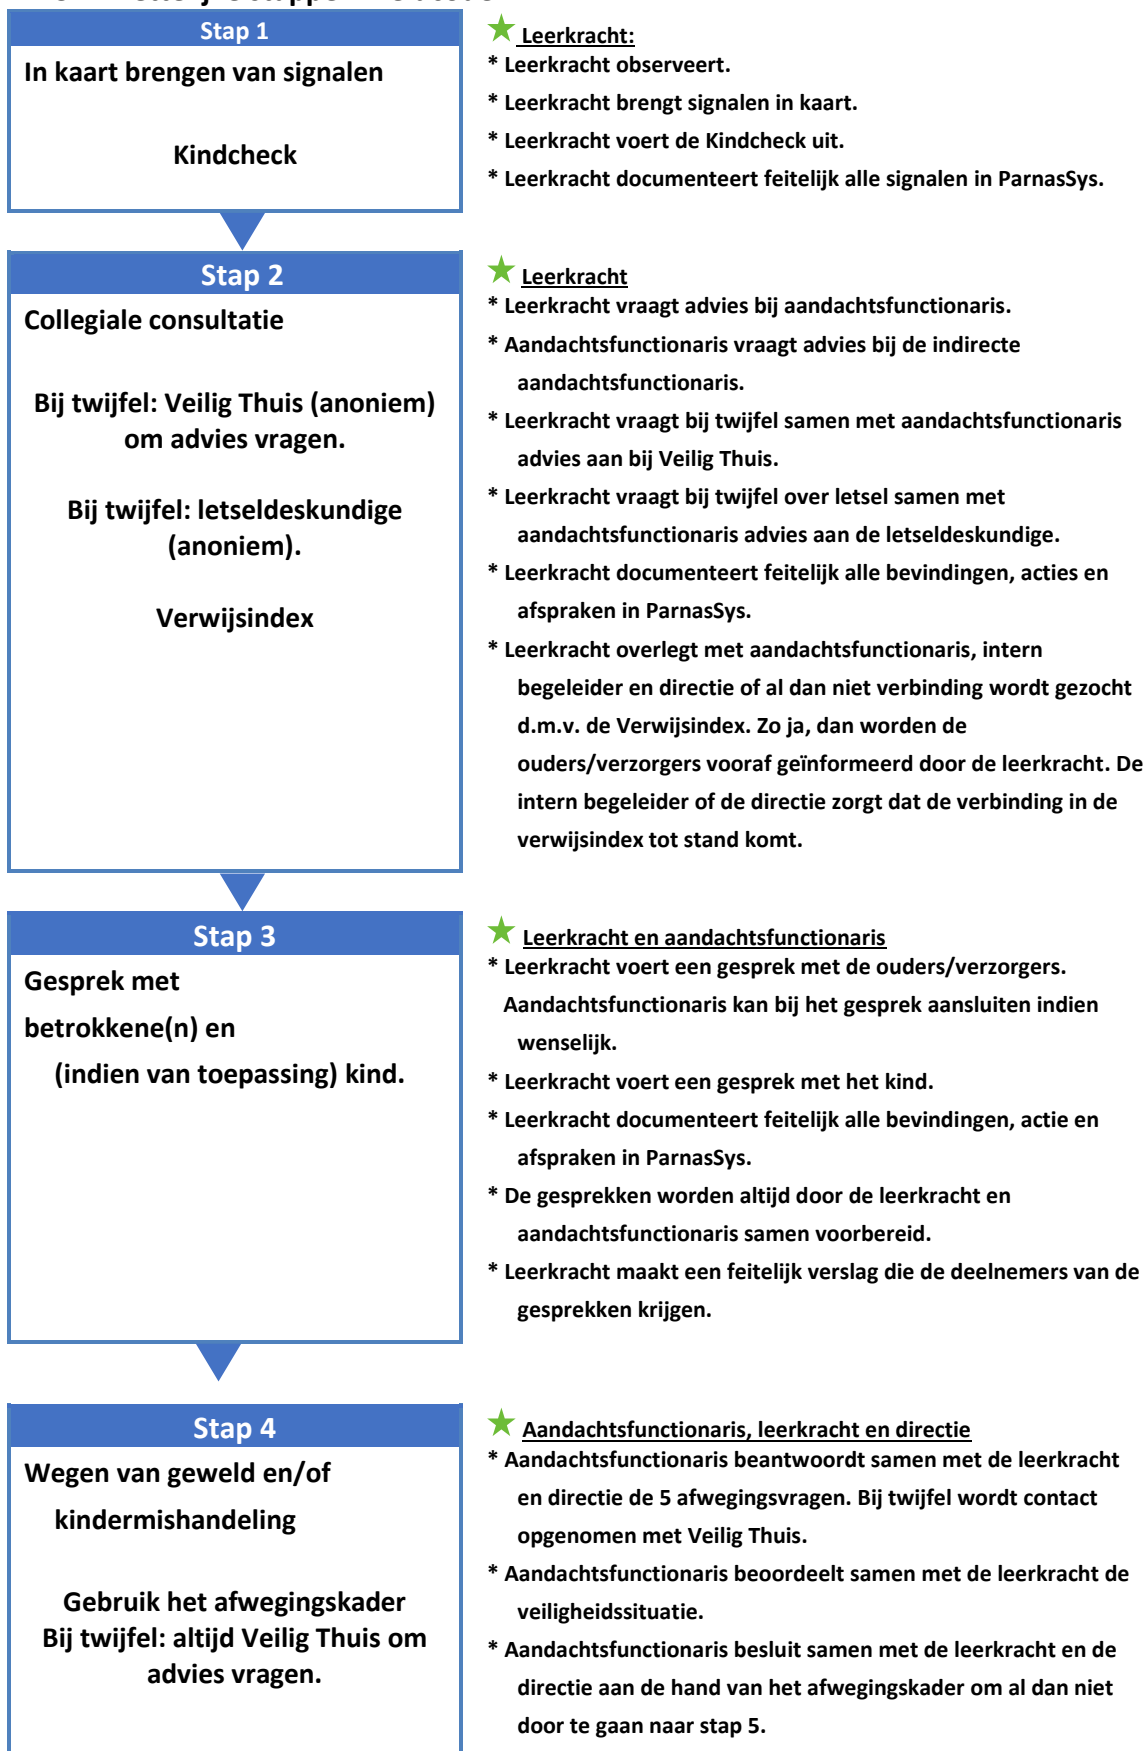 Stap 1
In kaart brengen van signalen
Kindcheck
Leerkracht:
* Leerkracht observeert.
* Leerkracht brengt signalen in kaart.
* Leerkracht voert de Kindcheck uit.
* Leerkracht documenteert feitelijk alle signalen in ParnasSys.
Stap 2
Collegiale consultatie
Bij twijfel: Veilig Thuis (anoniem)
om advies vragen.
Bij twijfel: letseldeskundige
(anoniem).
Verwijsindex
Leerkracht
* Leerkracht vraagt advies bij aandachtsfunctionaris.
* Aandachtsfunctionaris vraagt advies bij de indirecte
aandachtsfunctionaris.
* Leerkracht vraagt bij twijfel samen met aandachtsfunctionaris
advies aan bij Veilig Thuis.
* Leerkracht vraagt bij twijfel over letsel samen met
aandachtsfunctionaris advies aan de letseldeskundige.
* Leerkracht documenteert feitelijk alle bevindingen, acties en
afspraken in ParnasSys.
* Leerkracht overlegt met aandachtsfunctionaris, intern
begeleider en directie of al dan niet verbinding wordt gezocht
d.m.v. de Verwijsindex. Zo ja, dan worden de
ouders/verzorgers vooraf geïnformeerd door de leerkracht. De
intern begeleider of de directie zorgt dat de verbinding in de
verwijsindex tot stand komt.
Stap 3
Gesprek met
betrokkene(n) en
(indien van toepassing) kind.
Leerkracht en aandachtsfunctionaris
* Leerkracht voert een gesprek met de ouders/verzorgers.
Aandachtsfunctionaris kan bij het gesprek aansluiten indien
wenselijk.
* Leerkracht voert een gesprek met het kind.
* Leerkracht documenteert feitelijk alle bevindingen, actie en
afspraken in ParnasSys.
* De gesprekken worden altijd door de leerkracht en
aandachtsfunctionaris samen voorbereid.
* Leerkracht maakt een feitelijk verslag die de deelnemers van de
gesprekken krijgen.
Stap 4
Wegen van geweld en/of
kindermishandeling
Gebruik het afwegingskader
Bij twijfel: altijd Veilig Thuis om
advies vragen.
Aandachtsfunctionaris, leerkracht en directie
* Aandachtsfunctionaris beantwoordt samen met de leerkracht
en directie de 5 afwegingsvragen. Bij twijfel wordt contact
opgenomen met Veilig Thuis.
* Aandachtsfunctionaris beoordeelt samen met de leerkracht de
veiligheidssituatie.
* Aandachtsfunctionaris besluit samen met de leerkracht en de
directie aan de hand van het afwegingskader om al dan niet
door te gaan naar stap 5.